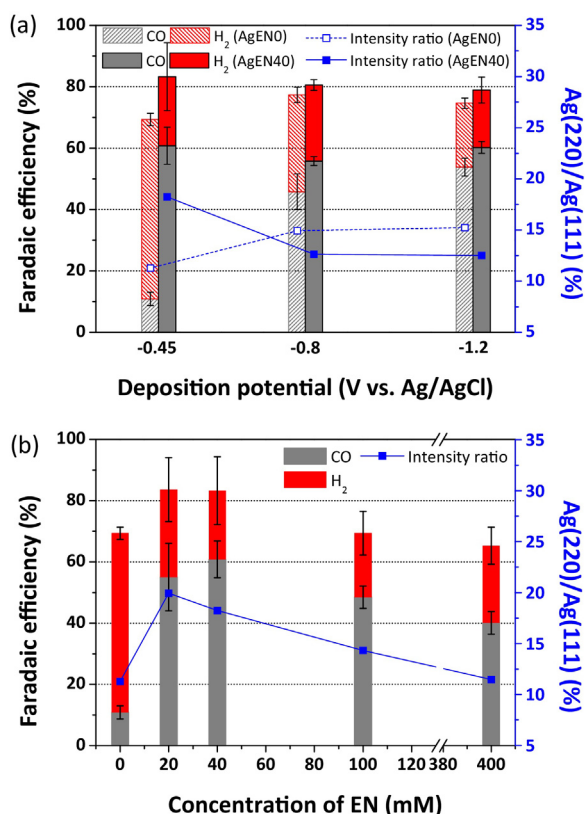 (a)
CO H₂ (AgEN0) Intensity ratio (AgEN0)
CO H₂ (AgEN40) Intensity ratio (AgEN40)
Faradaic efficiency (%)
100
80
60
40
20
0
Ag(220)/Ag(111) (%)
35
30
25
20
15
10
5
-0.45 -0.8 -1.2
Deposition potential (V vs. Ag/AgCl)
(b)
CO Intensity ratio
H₂
Faradaic efficiency (%)
100
80
60
40
20
0
Ag(220)/Ag(111) (%)
35
30
25
20
15
10
5
0 20 40 60 80 100 120 380 400
Concentration of EN (mM)